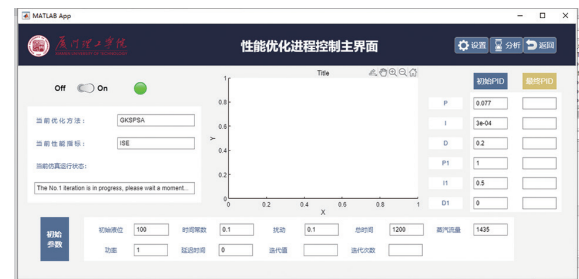 MATLAB App
厦门理工学院
性能优化进程控制主界面
设置 分析 返回
Off On
Title
初始PID 最终PID
当前优化方法： GKSPSA
当前性能指标： ISE
当前仿真运行状态：
The No.1 iteration is in progress, please wait a moment...
1
0.8
0.6
0.4
0.2
0
Y
0 0.2 0.4 0.6 0.8 1
X
P 0.077
I 3e-04
D 0.2
P1 1
I1 0.5
D1 0
初始参数
初始液位 100 时间常数 0.1 扰动 0.1 总时间 1200 蒸汽流量 1435
功率 1 延迟时间 0 迭代值 迭代次数